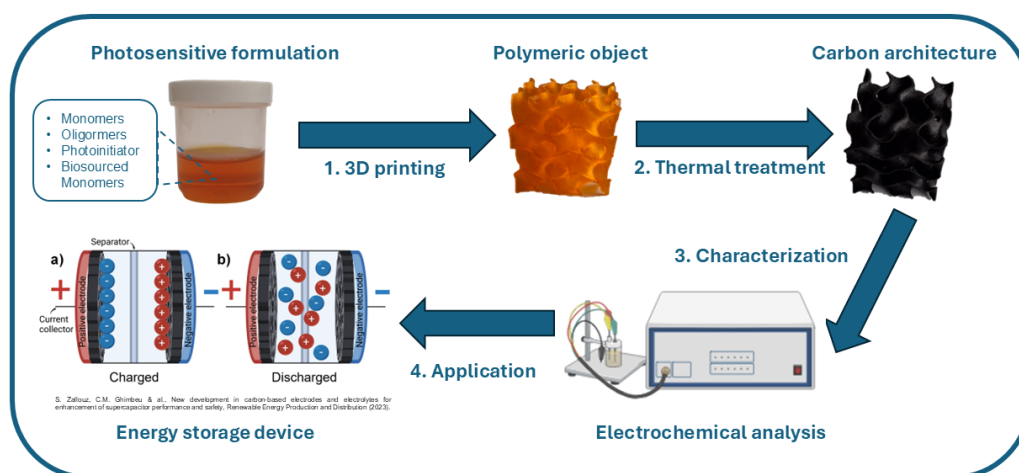 Photosensitive formulation
Polymeric object
Carbon architecture
• Monomers
• Oligormers
• Photoinitiator
• Biosourced
Monomers
1. 3D printing
2. Thermal treatment
3. Characterization
Separator
a)
b)
+
Positive electrode
Negative electrode
-
+
Positive electrode
Negative electrode
-
Current
collector
Charged
Discharged
4. Application
S. Zallouz, C.M. Ghimbeu & al., New development in carbon-based electrodes and electrolytes for
enhancement of supercapacitor performance and safety, Renewable Energy Production and Distribution (2023).
Energy storage device
Electrochemical analysis